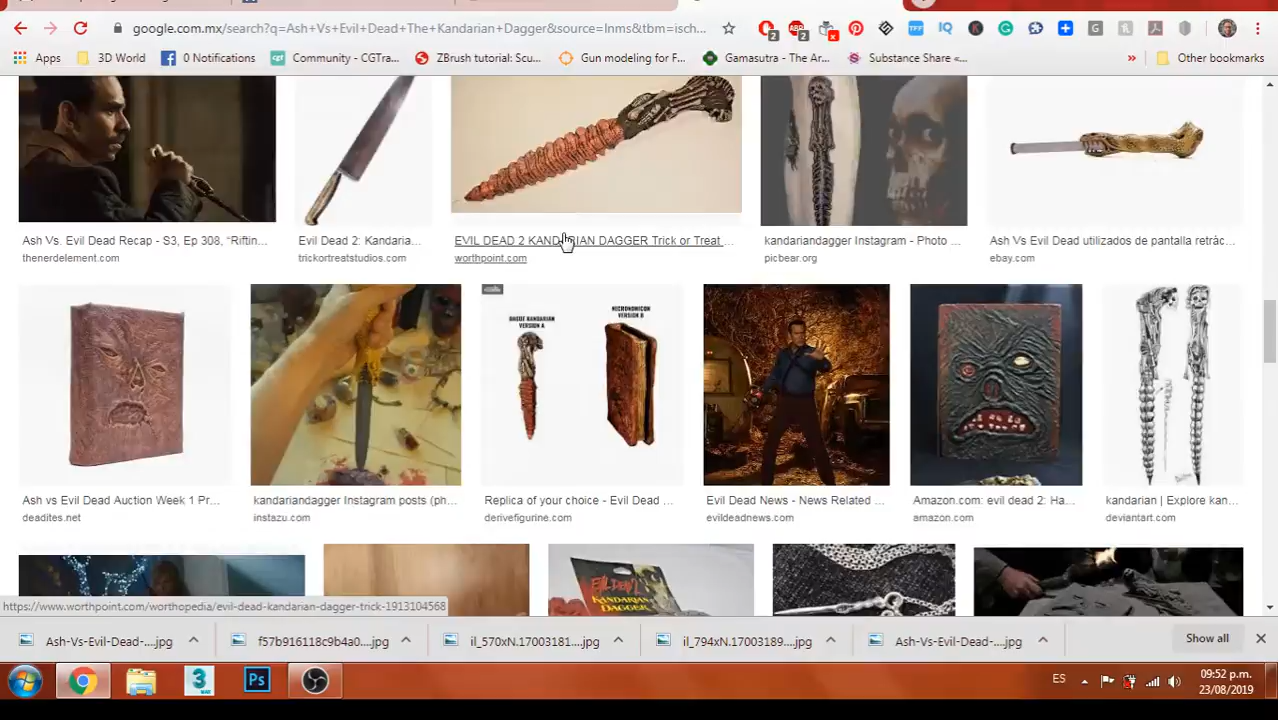 google.com.mx/search?q=Ash+Vs+Evil+Dead+The+Kandarian+Dagger&source=lnms&tbm=isch...
Apps
3D World
0 Notifications
Community - CGTra...
ZBrush tutorial: Scu...
Gun modeling for F...
Gamasutra - The Ar...
Substance Share «...
»
Other bookmarks
Ash Vs. Evil Dead Recap - S3, Ep 308, “Riftin...
thenerdelement.com
Evil Dead 2: Kandaria...
trickortreatstudios.com
EVIL DEAD 2 KANDARIAN DAGGER Trick or Treat ...
worthpoint.com
kandariandagger Instagram - Photo ...
picbear.org
Ash Vs Evil Dead utilizados de pantalla retrác...
ebay.com
DAGUE KANDARIAN
VERSION A
NECRONOMICON
VERSION B
Ash vs Evil Dead Auction Week 1 Pr...
deadites.net
kandariandagger Instagram posts (ph...
instazu.com
Replica of your choice - Evil Dead ...
derivefigurine.com
Evil Dead News - News Related ...
evildeadnews.com
Amazon.com: evil dead 2: Ha...
amazon.com
kandarian | Explore kan...
deviantart.com
EVIL DEAD 2
KANDARIAN
DAGGER
https://www.worthpoint.com/worthopedia/evil-dead-kandarian-dagger-trick-1913104568
Ash-Vs-Evil-Dead-....jpg
f57b916118c9b4a0....jpg
il_570xN.17003181....jpg
il_794xN.17003189....jpg
Ash-Vs-Evil-Dead-....jpg
Show all
Ps
ES
09:52 p.m.
23/08/2019